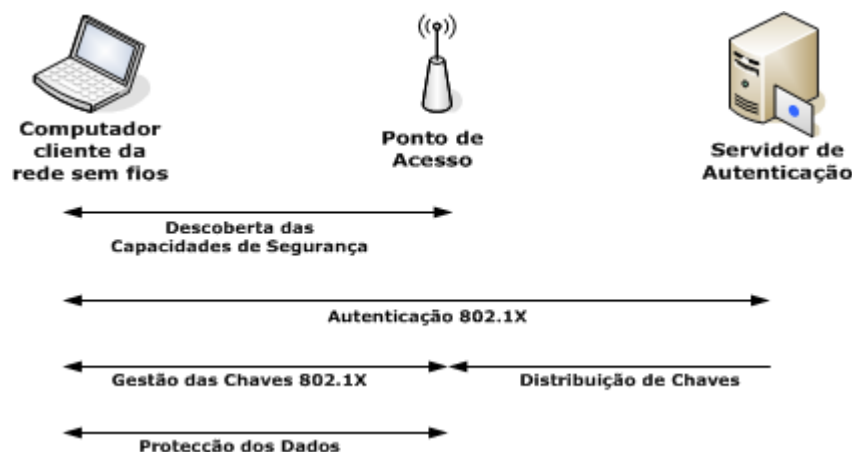 Computador
cliente da
rede sem fios
Ponto de
Acesso
Servidor de
Autenticação
Descoberta das
Capacidades de Segurança
Autenticação 802.1X
Gestão das Chaves 802.1X
Distribuição de Chaves
Protecção dos Dados